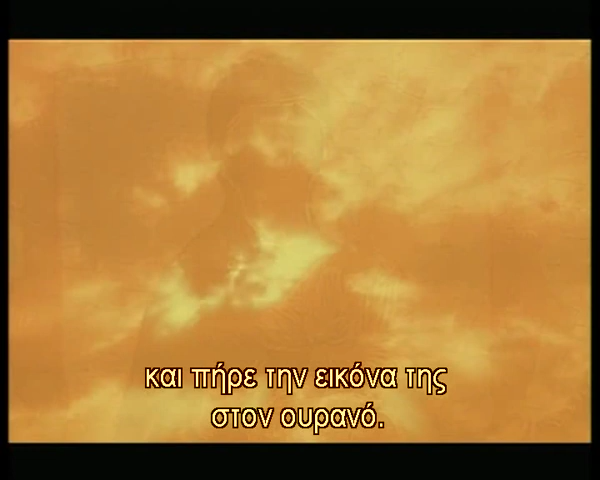 και πήρε την εικόνα της
στον ουρανό.